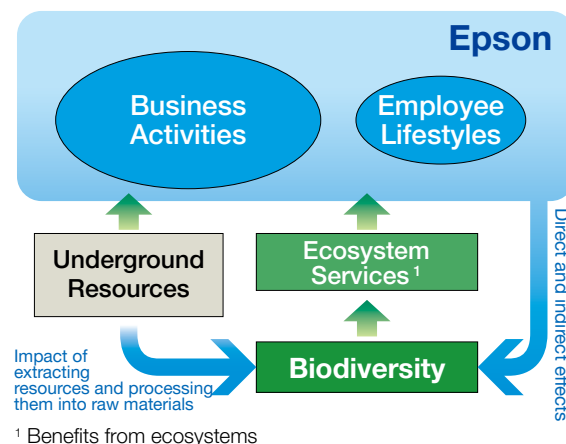 Epson
Business
Activities
Employee
Lifestyles
Underground
Resources
Ecosystem
Services ¹
Direct and indirect effects
Impact of
extracting
resources and processing
them into raw materials
Biodiversity
¹ Benefits from ecosystems